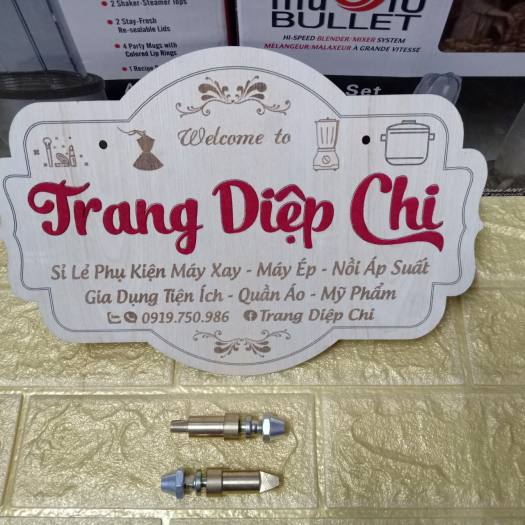 2 Shaker-Steamer Tops
2 Stay-Fresh
Re-sealable Lids
4 Party Mugs with
Colored Lip Rings
BULLET
HI-SPEED BLENDER/MIXER SYSTEM
MÉLANGEUR/MALAXEUR À GRANDE VITESSE
Set
Welcome to
Trang Diệp Chi
Sỉ Lẻ Phụ Kiện Máy Xay - Máy Ép - Nồi Áp Suất
Gia Dụng Tiện Ích - Quần Áo - Mỹ Phẩm
0919.750.986 Trang Diệp Chi